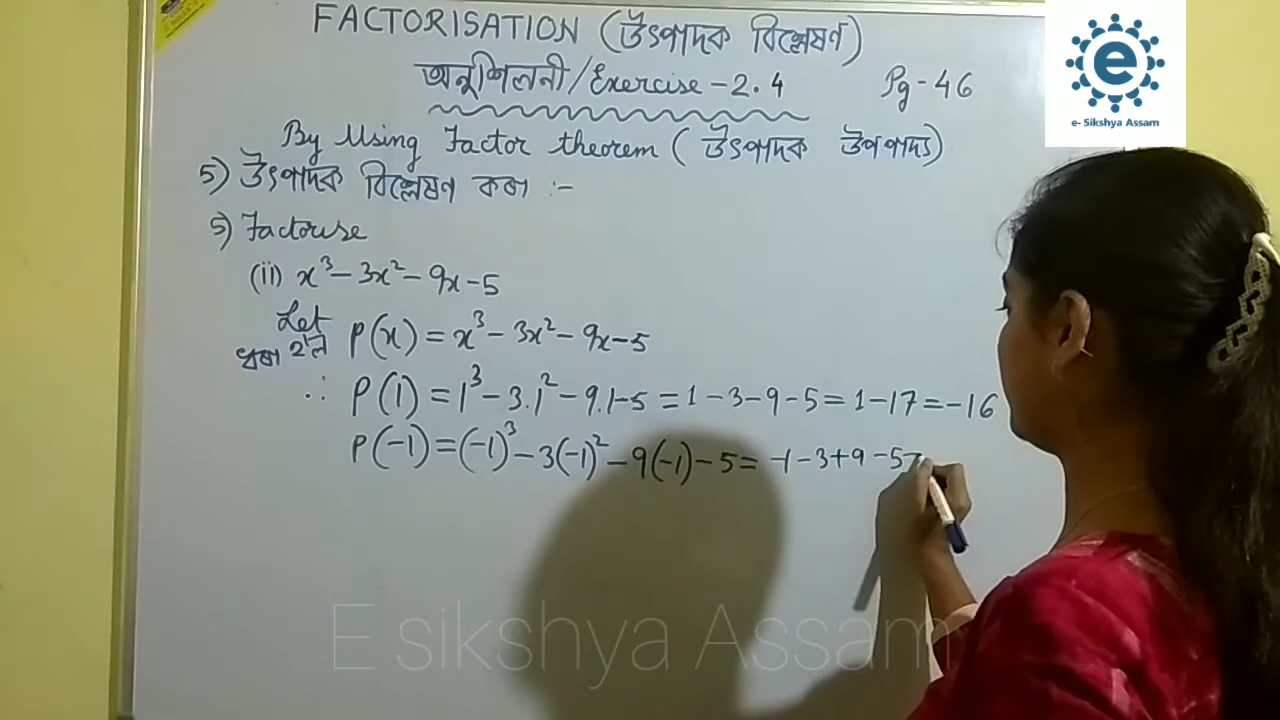 FACTORISATION (উৎপাদক বিশ্লেষণ)
অনুশিলনী/Exercise-2.4 Pg-46
By Using Factor theorem (উৎপাদক উপপাদ্য)
5) উৎপাদক বিশ্লেষণ কৰা :-
5) Factorise
(ii) x³-3x²-9x-5
Let P(x)=x³-3x²-9x-5
ধৰা হ'ল
∴ P(1)=1³-3.1²-9.1-5=1-3-9-5=1-17=-16
P(-1)=(-1)³-3(-1)²-9(-1)-5=-1-3+9-5=
e
e- Sikshya Assam
E sikshya Assam